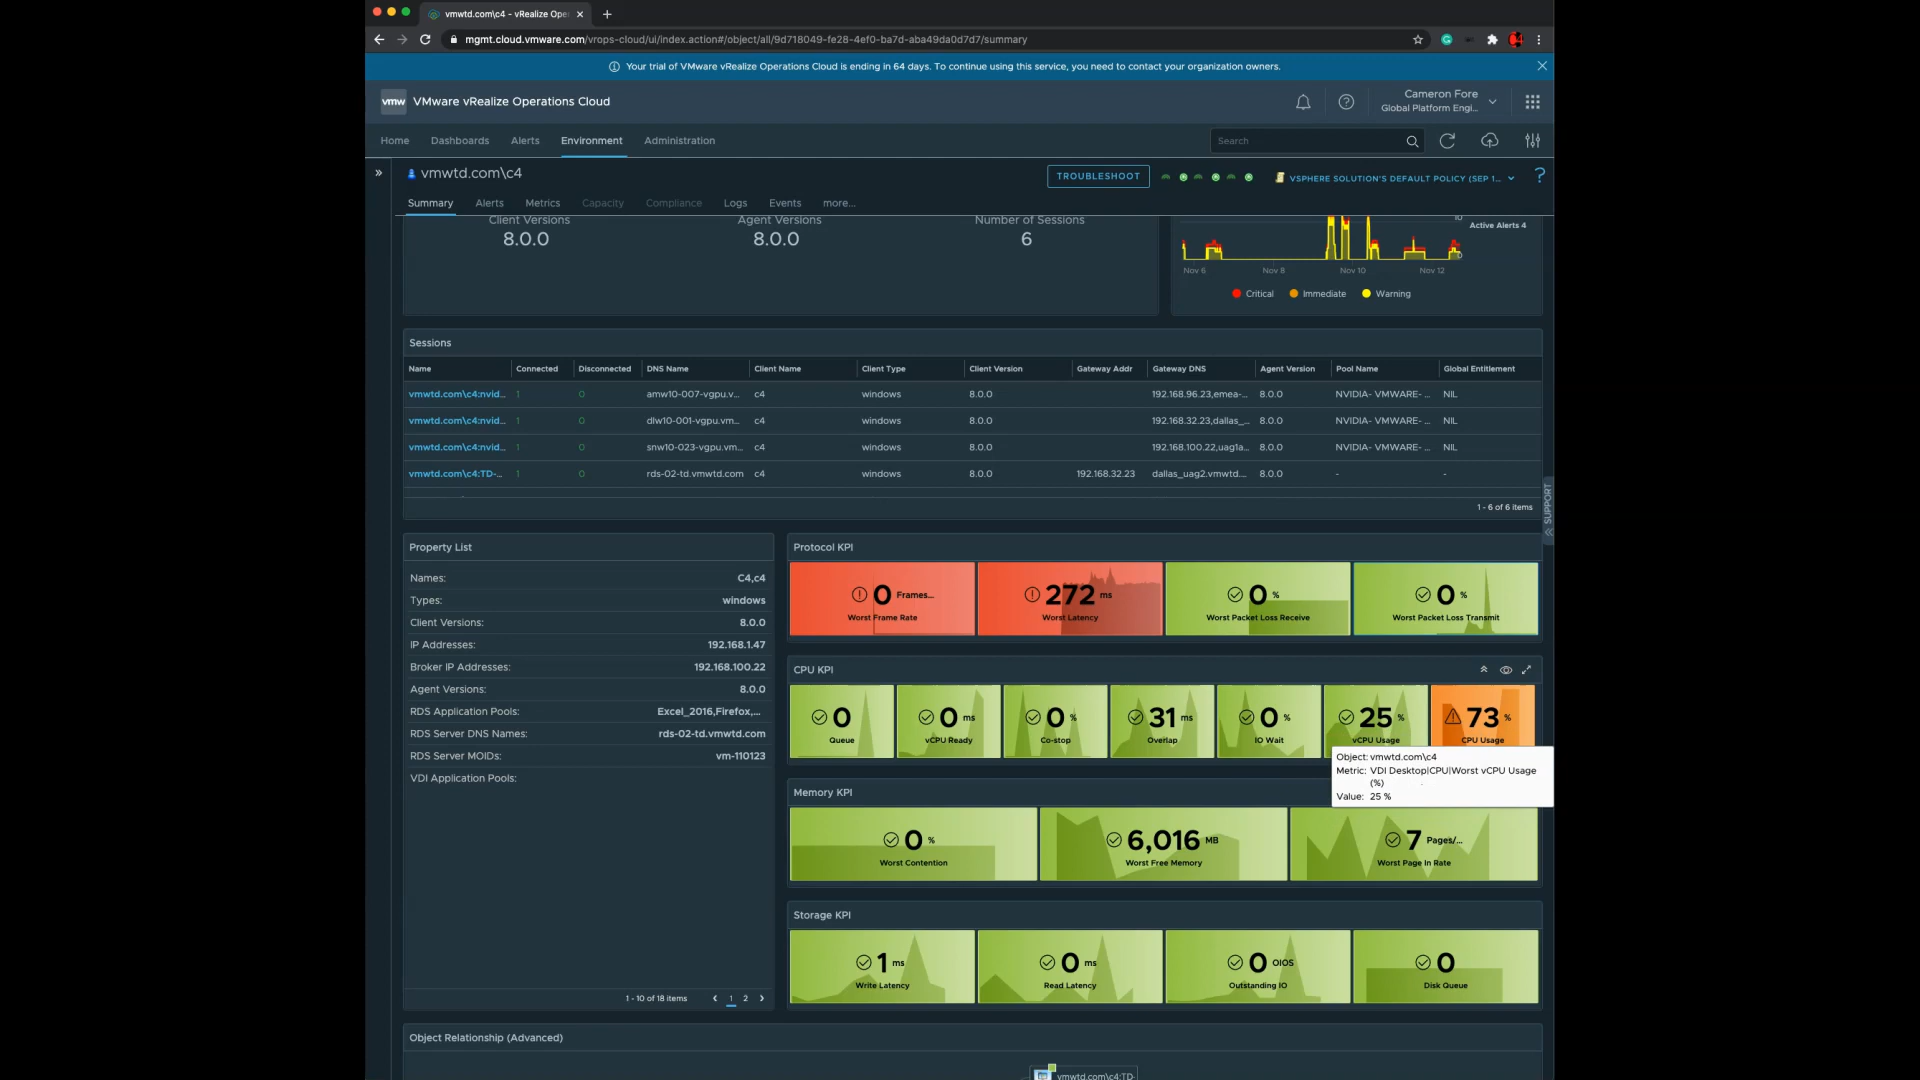 vmwtd.com\c4 - vRealize Ope
mgmt.cloud.vmware.com/vrops-cloud/ui/index.action#/object/all/9d718049-fe28-4ef0-ba7d-aba49da0d7d7/summary
Your trial of VMware vRealize Operations Cloud is ending in 64 days. To continue using this service, you need to contact your organization owners.
vmw VMware vRealize Operations Cloud
Cameron Fore
Global Platform Engi...
Home Dashboards Alerts Environment Administration Search
vmwtd.com\c4
TROUBLESHOOT
VSPHERE SOLUTION'S DEFAULT POLICY (SEP 1...
?
Summary Alerts Metrics Capacity Compliance Logs Events more...
Client Versions Agent Versions Number of Sessions
8.0.0 8.0.0 6
10
Active Alerts 4
0
Nov 6 Nov 8 Nov 10 Nov 12
Critical Immediate Warning
Sessions
Name Connected Disconnected DNS Name Client Name Client Type Client Version Gateway Addr Gateway DNS Agent Version Pool Name Global Entitlement
vmwtd.com\c4:nvid... 1 0 amw10-007-vgpu.v... c4 windows 8.0.0 192.168.96.23,emea-... 8.0.0 NVIDIA- VMWARE- ... NIL
vmwtd.com\c4:nvid... 1 0 dlw10-001-vgpu.vm... c4 windows 8.0.0 192.168.32.23,dallas_... 8.0.0 NVIDIA- VMWARE- ... NIL
vmwtd.com\c4:nvid... 1 0 snw10-023-vgpu.vm... c4 windows 8.0.0 192.168.100.22,uag1a... 8.0.0 NVIDIA- VMWARE- ... NIL
vmwtd.com\c4:TD-... 1 0 rds-02-td.vmwtd.com c4 windows 8.0.0 192.168.32.23 dallas_uag2.vmwtd.... 8.0.0 - -
1 - 6 of 6 items
SUPPORT
Property List
Names: C4,c4
Types: windows
Client Versions: 8.0.0
IP Addresses: 192.168.1.47
Broker IP Addresses: 192.168.100.22
Agent Versions: 8.0.0
RDS Application Pools: Excel_2016,Firefox,...
RDS Server DNS Names: rds-02-td.vmwtd.com
RDS Server MOIDs: vm-110123
VDI Application Pools:
1 - 10 of 18 items 1 2
Protocol KPI
0 Frames... 272 ms 0 % 0 %
Worst Frame Rate Worst Latency Worst Packet Loss Receive Worst Packet Loss Transmit
CPU KPI
0 0 ms 0 % 31 ms 0 % 25 % 73 %
Queue vCPU Ready Co-stop Overlap IO Wait vCPU Usage CPU Usage
Object: vmwtd.com\c4
Metric: VDI Desktop|CPU|Worst vCPU Usage
(%)
Value: 25 %
Memory KPI
0 % 6,016 MB 7 Pages/...
Worst Contention Worst Free Memory Worst Page In Rate
Storage KPI
1 ms 0 ms 0 OIOS 0
Write Latency Read Latency Outstanding IO Disk Queue
Object Relationship (Advanced)
vmwtd.com\c4:TD-